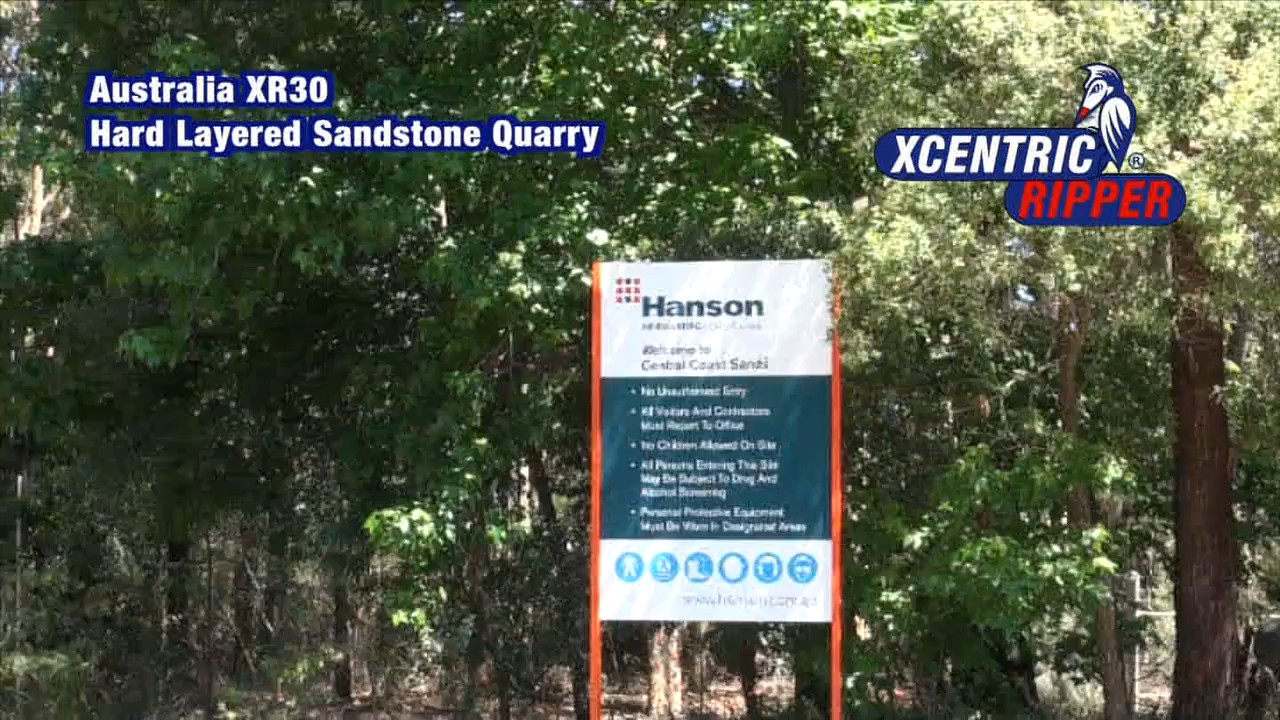 Australia XR30
Hard Layered Sandstone Quarry
XCENTRIC®
RIPPER
Hanson
Welcome to
Central Coast Sands
• No Unauthorised Entry
• All Visitors And Contractors
Must Report To Office
• No Children Allowed On Site
• All Persons Entering This Site
May Be Subject To Drug And
Alcohol Screening
• Personal Protective Equipment
Must Be Worn In Designated Areas